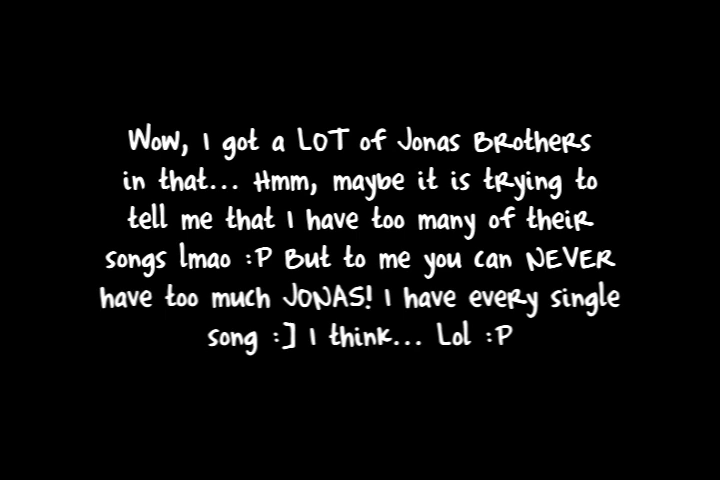 Wow, I got a LOT of Jonas Brothers
in that... Hmm, maybe it is trying to
tell me that I have too many of their
songs lmao :P But to me you can NEVER
have too much JONAS! I have every single
song :] I think... Lol :P